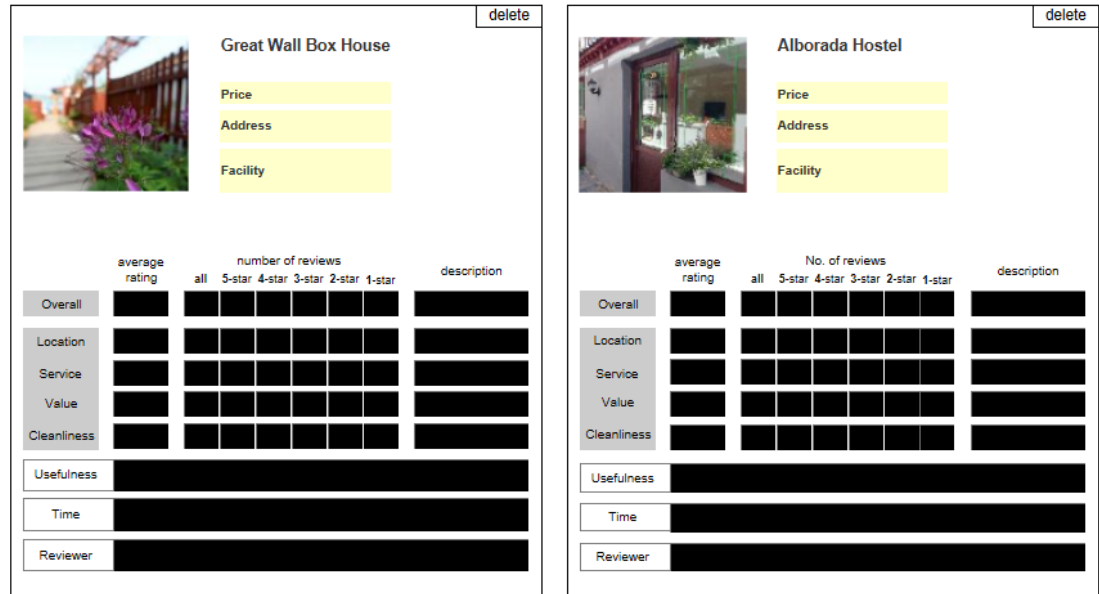 delete
Great Wall Box House
Price
Address
Facility
average rating
number of reviews
all 5-star 4-star 3-star 2-star 1-star
description
Overall
Location
Service
Value
Cleanliness
Usefulness
Time
Reviewer
delete
Alborada Hostel
Price
Address
Facility
average rating
No. of reviews
all 5-star 4-star 3-star 2-star 1-star
description
Overall
Location
Service
Value
Cleanliness
Usefulness
Time
Reviewer